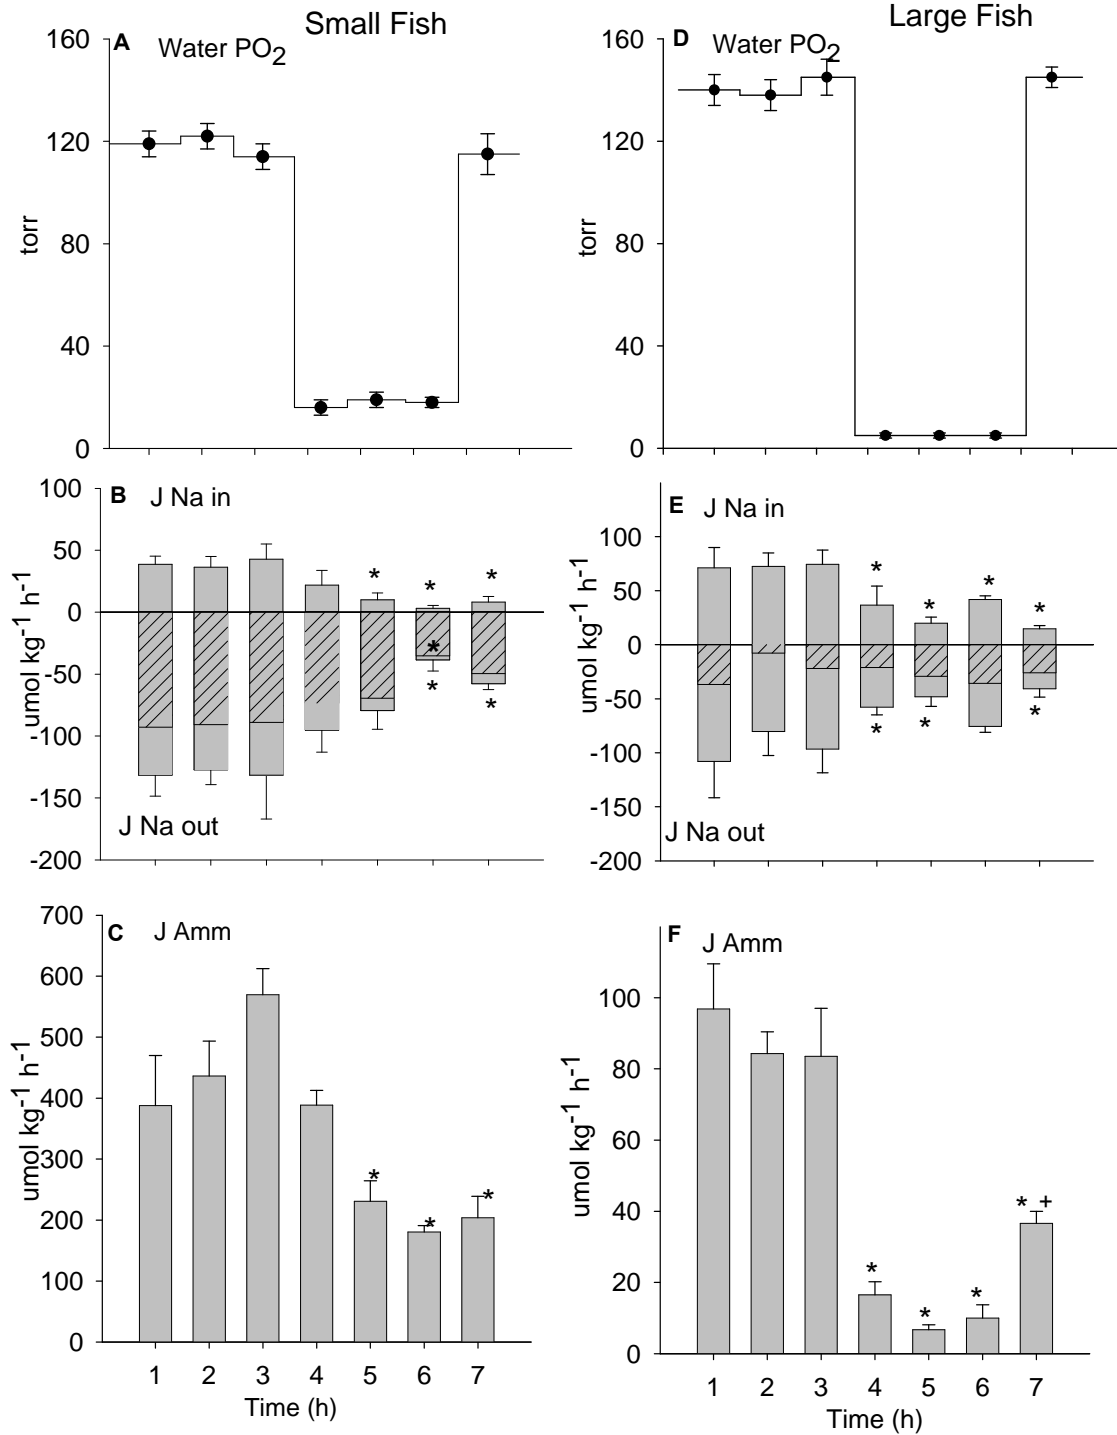 Small Fish
Large Fish
A
Water PO2
160
120
80
40
0
torr
D
Water PO2
160
120
80
40
0
torr
B
J Na in
100
50
0
-50
-100
-150
-200
umol kg-1 h-1
* * *
*
* *
J Na out
E
J Na in
100
50
0
-50
-100
-150
-200
umol kg-1 h-1
* * * *
* * *
J Na out
C
J Amm
700
600
500
400
300
200
100
0
umol kg-1 h-1
* * *
1 2 3 4 5 6 7
Time (h)
F
J Amm
100
80
60
40
20
0
umol kg-1 h-1
* * * * +
1 2 3 4 5 6 7
Time (h)